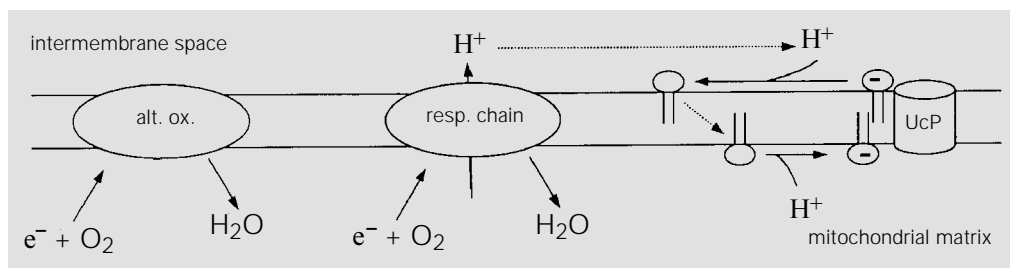 intermembrane space
H⁺
H⁺
alt. ox.
resp. chain
UcP
e⁻ + O₂
H₂O
e⁻ + O₂
H₂O
H⁺
mitochondrial matrix